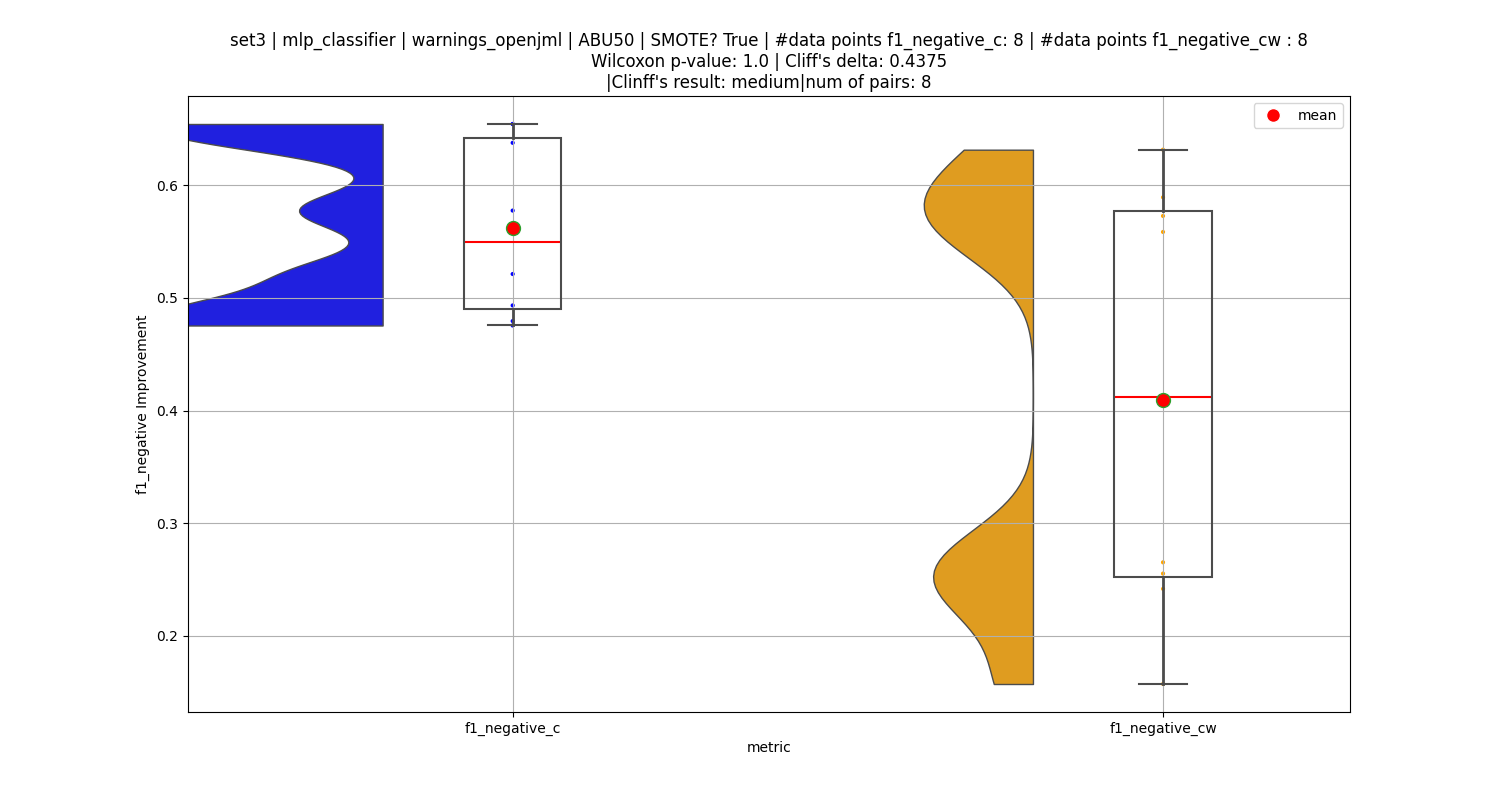 set3 | mlp_classifier | warnings_openjml | ABU50 | SMOTE? True | #data points f1_negative_c: 8 | #data points f1_negative_cw : 8
Wilcoxon p-value: 1.0 | Cliff's delta: 0.4375
|Clinff's result: medium|num of pairs: 8
mean
0.6
0.5
0.4
0.3
0.2
f1_negative Improvement
f1_negative_c
f1_negative_cw
metric